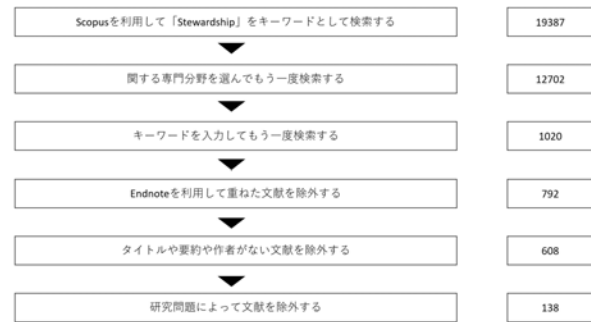 Scopusを利用して「Stewardship」をキーワードとして検索する 19387
関する専門分野を選んでもう一度検索する 12702
キーワードを入力してもう一度検索する 1020
Endnoteを利用して重ねた文献を除外する 792
タイトルや要約や作者がない文献を除外する 608
研究問題によって文献を除外する 138